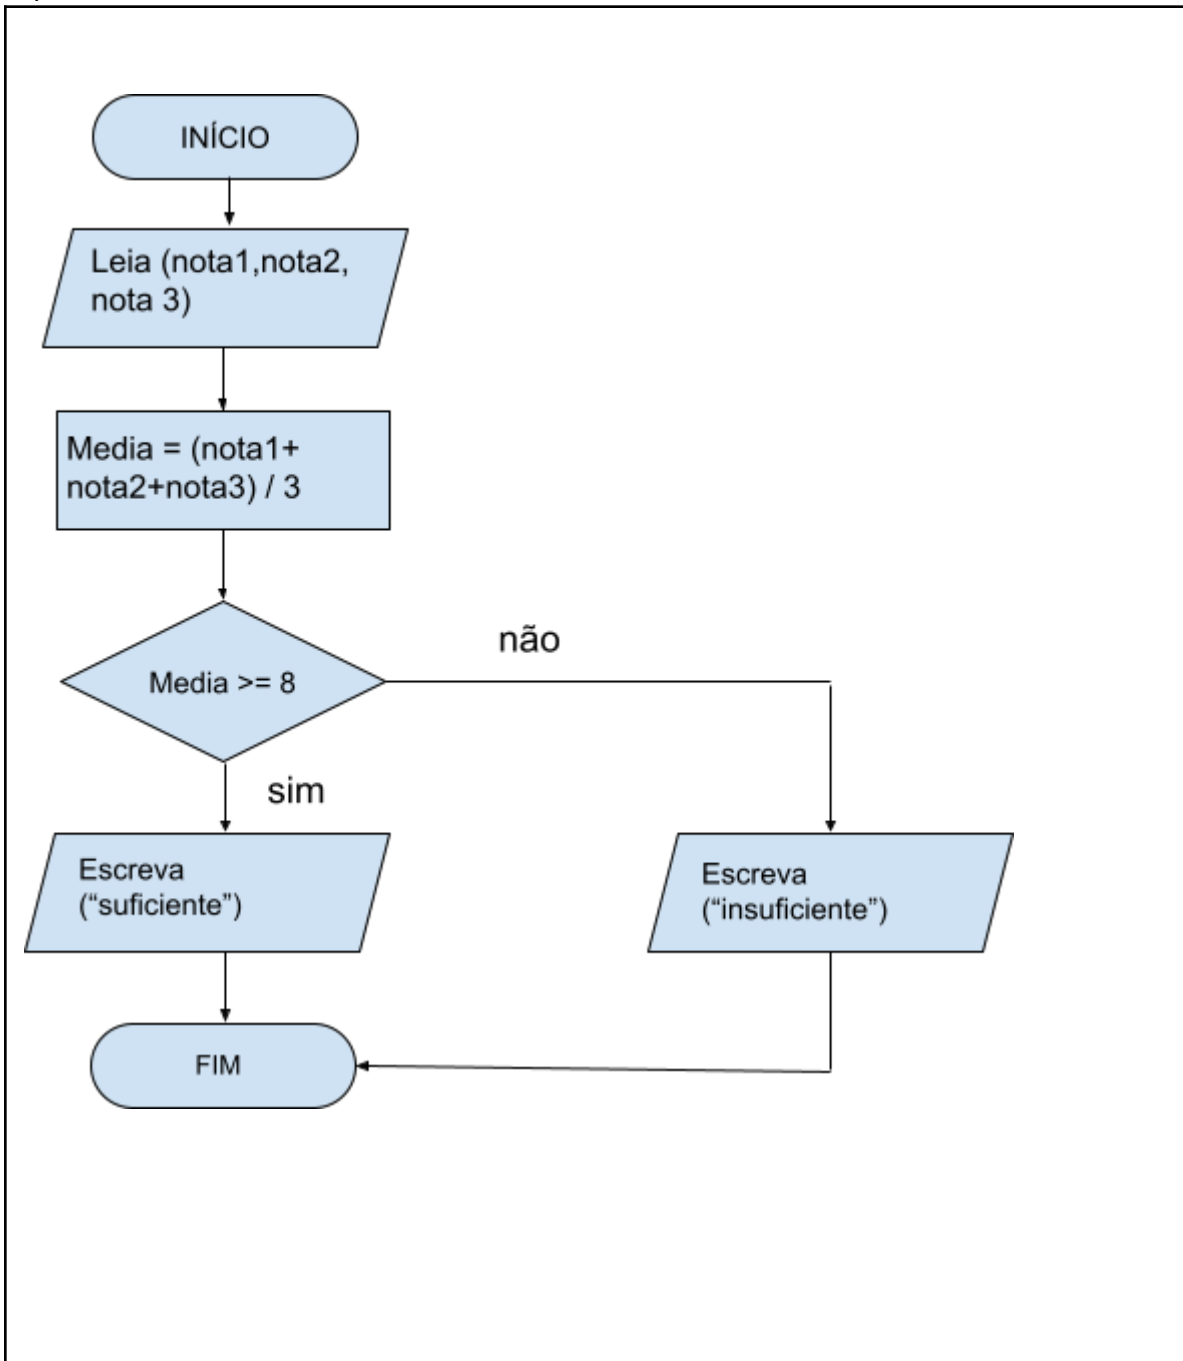 INÍCIO
Leia (nota1,nota2,
nota 3)
Media = (nota1+
nota2+nota3) / 3
Media >= 8
não
sim
Escreva
(“suficiente”)
Escreva
(“insuficiente”)
FIM